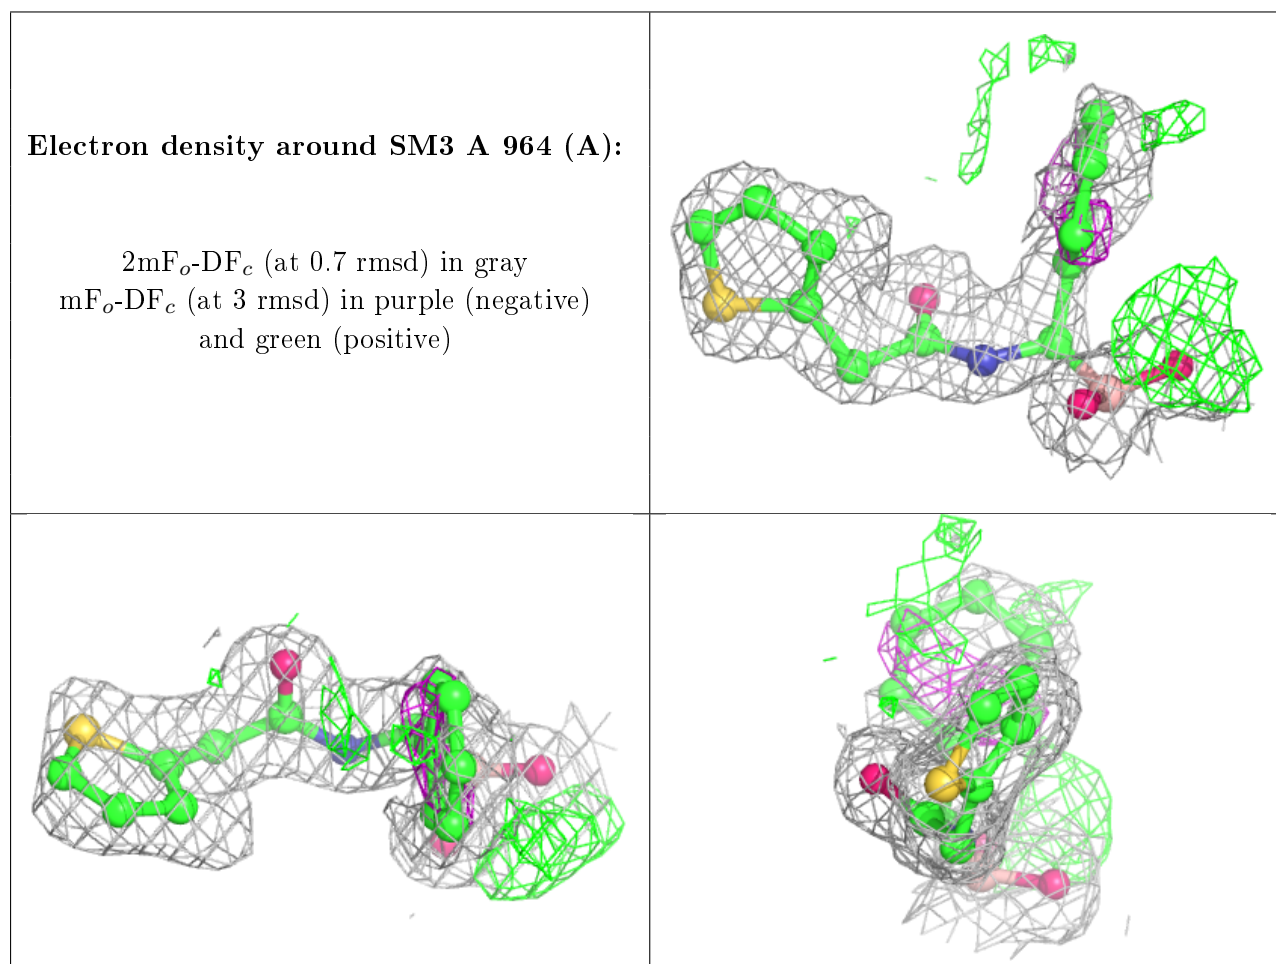 Electron density around SM3 A 964 (A):
2mFo-DFc (at 0.7 rmsd) in gray
mFo-DFc (at 3 rmsd) in purple (negative)
and green (positive)